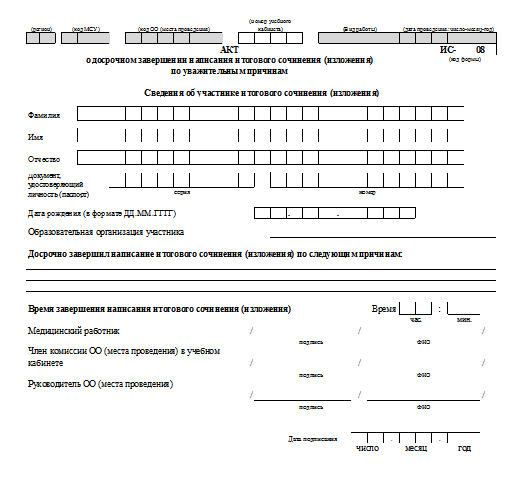 (номер учебного
(регион) (код МСУ) (код ОО (места проведения) кабинета) (Вид работы) (дата проведения: число-месяц-год)
АКТ ИС- 08
о досрочном завершении написания итогового сочинения (изложения) (код формы)
по уважительным причинам
Сведения об участнике итогового сочинения (изложения)
Фамилия
Имя
Отчество
Документ,
удостоверяющий
личность (паспорт)
серия номер
Дата рождения (в формате ДД.ММ.ГГГГ) . .
Образовательная организация участника
Досрочно завершил написание итогового сочинения (изложения) по следующим причинам:
Время завершения написания итогового сочинения (изложения) Время :
час. мин.
Медицинский работник / / /
подпись ФИО
Член комиссии ОО (места проведения) в учебном
кабинете / / /
подпись ФИО
Руководитель ОО (места проведения)
/ / /
подпись ФИО
Дата подписания . .
число месяц год